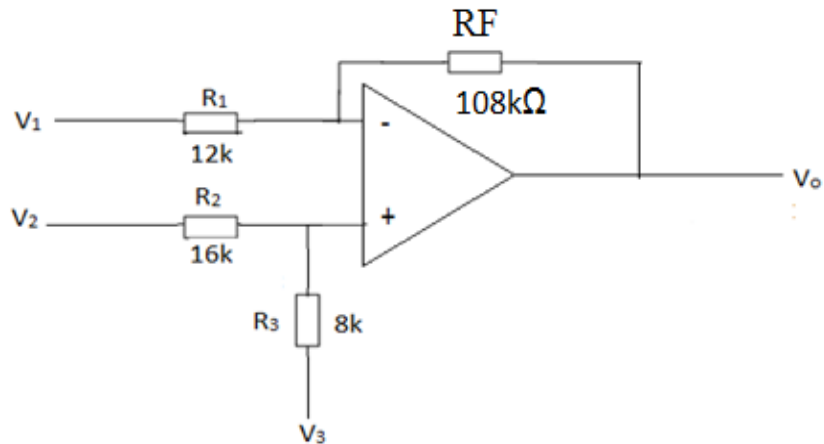 RF
108kΩ
R₁
V₁
-
12k
Vₒ
R₂
V₂
+
16k
R₃
8k
V₃